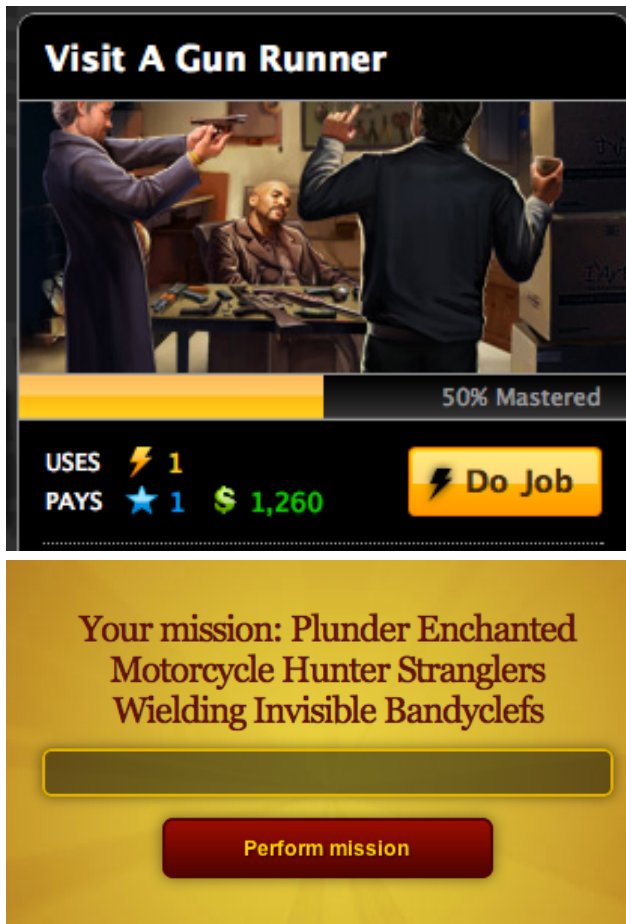 Visit A Gun Runner
50% Mastered
USES 1
PAYS 1 $ 1,260
Do Job
Your mission: Plunder Enchanted
Motorcycle Hunter Stranglers
Wielding Invisible Bandyclefs
Perform mission